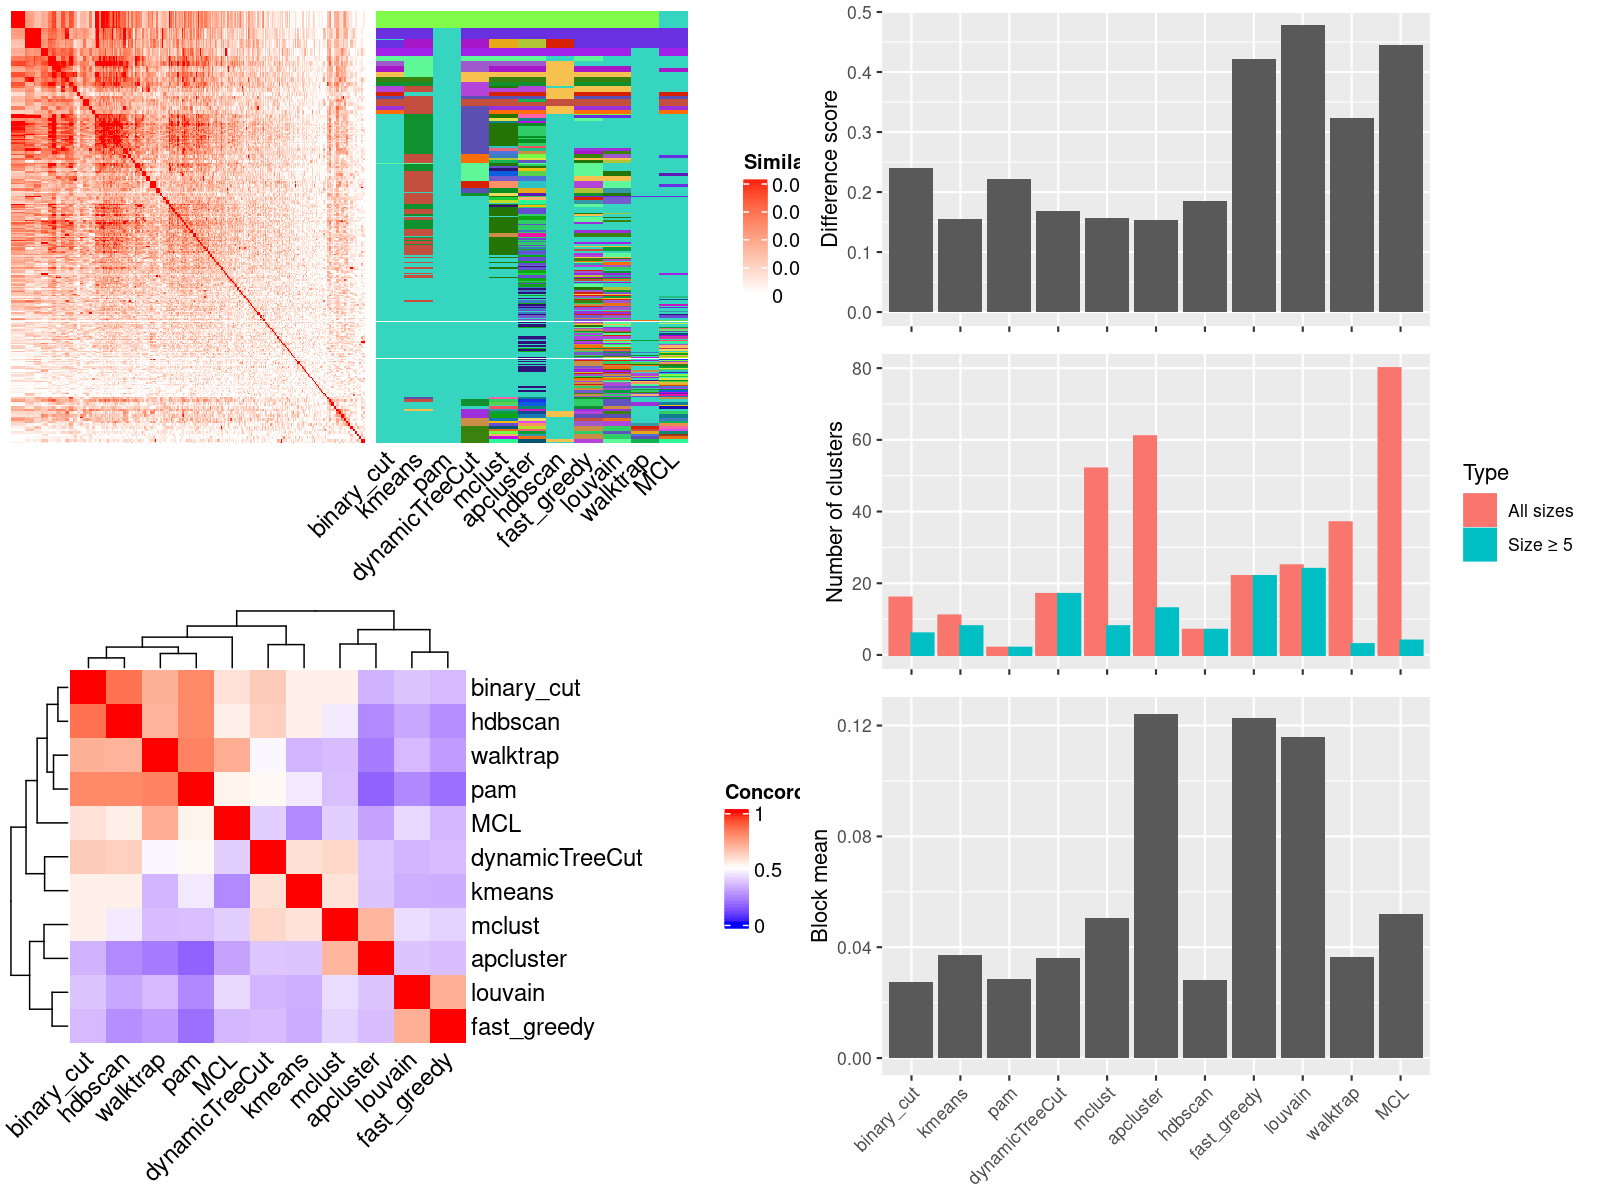 Simila
0.0
0.0
0.0
0.0
0
binary_cut
kmeans
pam
dynamicTreeCut
mclust
apcluster
hdbscan
fast_greedy
louvain
walktrap
MCL
binary_cut
hdbscan
walktrap
pam
MCL
dynamicTreeCut
kmeans
mclust
apcluster
louvain
fast_greedy
binary_cut
hdbscan
walktrap
pam
MCL
dynamicTreeCut
kmeans
mclust
apcluster
louvain
fast_greedy
Concord
1
0.5
0
Difference score
0.5
0.4
0.3
0.2
0.1
0.0
Number of clusters
80
60
40
20
0
Type
All sizes
Size ≥ 5
Block mean
0.12
0.08
0.04
0.00
binary_cut
kmeans
pam
dynamicTreeCut
mclust
apcluster
hdbscan
fast_greedy
louvain
walktrap
MCL